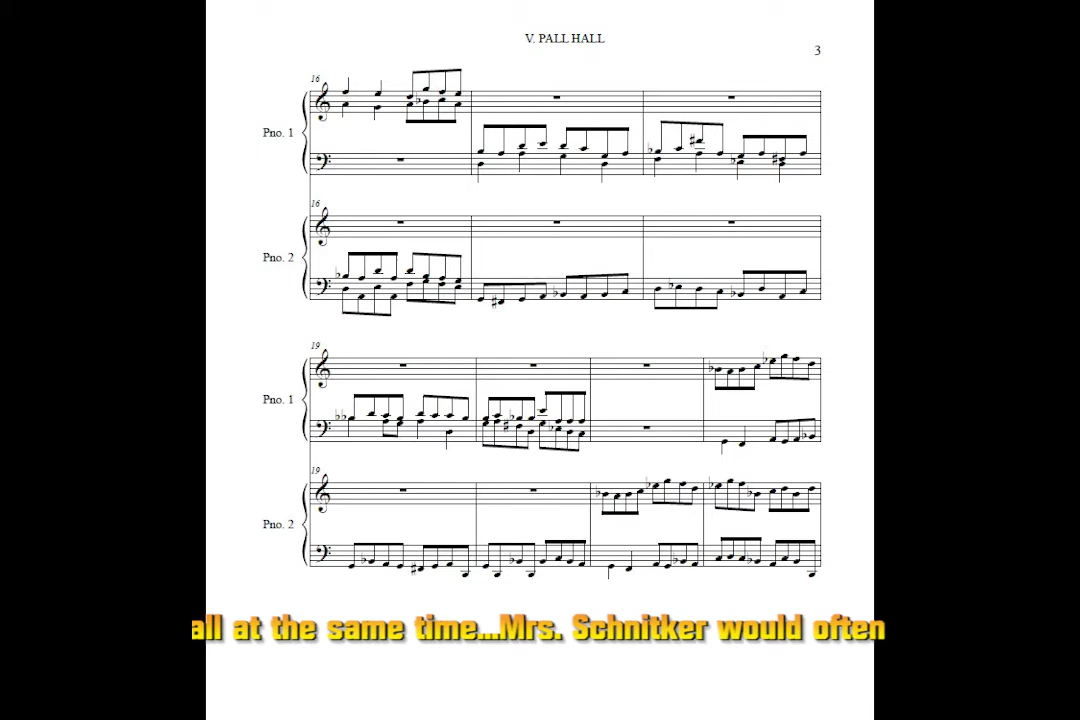 V. PALL HALL
3
16
Pno. 1
16
Pno. 2
19
Pno. 1
19
Pno. 2
all at the same time...Mrs. Schnitker would often